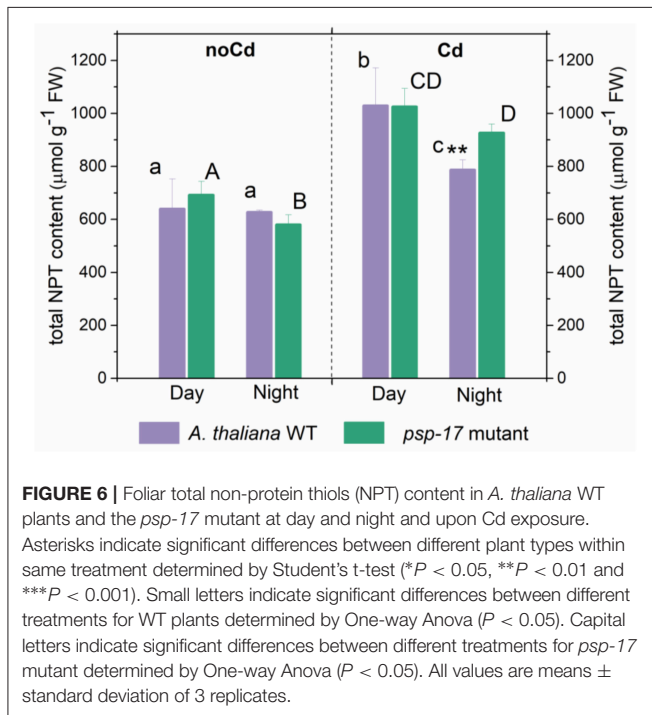 noCd
Cd
total NPT content (µmol g⁻¹ FW)
1200
1000
800
600
400
200
0
a
A
a
B
b
CD
c**
D
1200
1000
800
600
400
200
0
total NPT content (µmol g⁻¹ FW)
Day
Night
Day
Night
A. thaliana WT
psp-17 mutant
FIGURE 6 | Foliar total non-protein thiols (NPT) content in A. thaliana WT
plants and the psp-17 mutant at day and night and upon Cd exposure.
Asterisks indicate significant differences between different plant types within
same treatment determined by Student's t-test (*P < 0.05, **P < 0.01 and
***P < 0.001). Small letters indicate significant differences between different
treatments for WT plants determined by One-way Anova (P < 0.05). Capital
letters indicate significant differences between different treatments for psp-17
mutant determined by One-way Anova (P < 0.05). All values are means ±
standard deviation of 3 replicates.